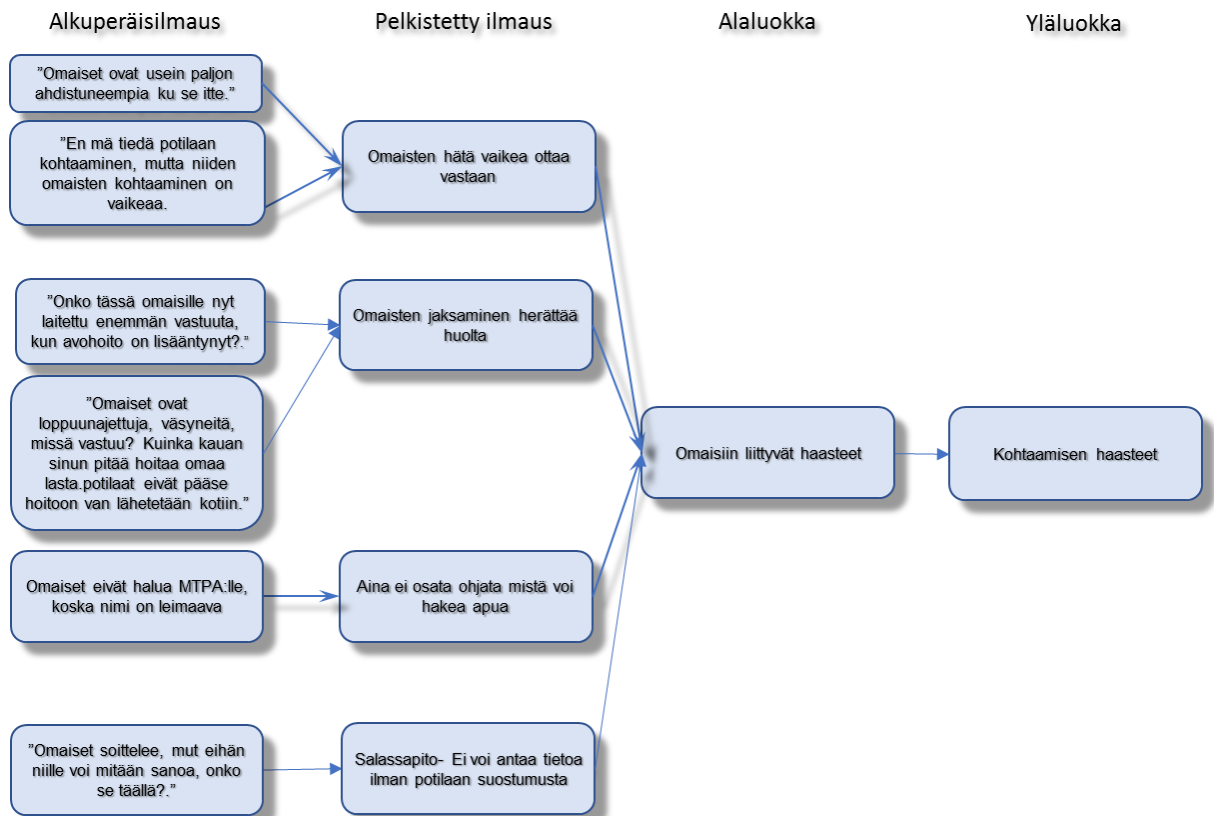 Alkuperäisilmaus
Pelkistetty ilmaus
Alaluokka
Yläluokka
”Omaiset ovat usein paljon
ahdistuneempia ku se itte.”
”En mä tiedä potilaan
kohtaaminen, mutta niiden
omaisten kohtaaminen on
vaikeaa.
Omaisten hätä vaikea ottaa
vastaan
”Onko tässä omaisille nyt
laitettu enemmän vastuuta,
kun avohoito on lisääntynyt?.”
Omaisten jaksaminen herättää
huolta
”Omaiset ovat
loppuunajettuja, väsyneitä,
missä vastuu? Kuinka kauan
sinun pitää hoitaa omaa
lasta.potilaat eivät pääse
hoitoon van lähetetään kotiin.”
Omaisiin liittyvät haasteet
Kohtaamisen haasteet
Omaiset eivät halua MTPA:lle,
koska nimi on leimaava
Aina ei osata ohjata mistä voi
hakea apua
”Omaiset soittelee, mut eihän
niille voi mitään sanoa, onko
se täällä?.”
Salassapito- Ei voi antaa tietoa
ilman potilaan suostumusta